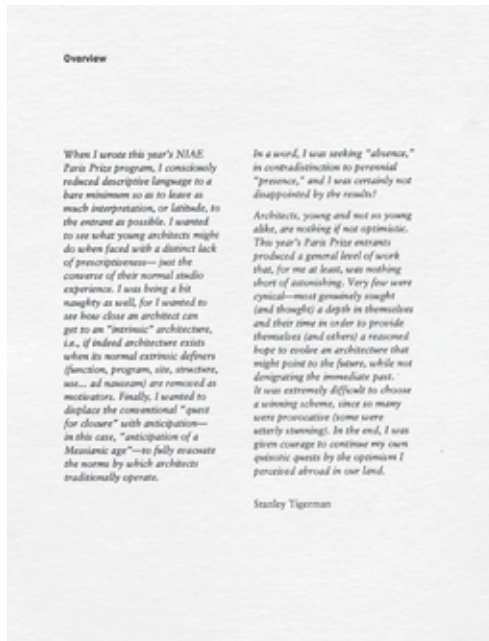 Overview
When I wrote this year's NIAE
Paris Prize program, I consciously
reduced descriptive language to a
bare minimum so as to leave as
much interpretation, or latitude, to
the entrant as possible. I wanted
to see what young architects might
do when faced with a distinct lack
of prescriptiveness—just the
converse of their normal studio
experience. I was being a bit
naughty as well, for I wanted to
see how close an architect can
get to an "intrinsic" architecture,
i.e., if indeed architecture exists
when its normal extrinsic definers
(function, program, site, structure,
use... ad nauseam) are removed as
motivators. Finally, I wanted to
displace the conventional "quest
for closure" with anticipation—
in this case, "anticipation of a
Messianic age"—to fully evacuate
the norms by which architects
traditionally operate.
In a word, I was seeking "absence,"
in contradistinction to perennial
"presence," and I was certainly not
disappointed by the results!
Architects, young and not so young
alike, are nothing if not optimistic.
This year's Paris Prize entrants
produced a general level of work
that, for me at least, was nothing
short of astonishing. Very few were
cynical—most genuinely sought
(and thought) a depth in themselves
and their time in order to provide
themselves (and others) a reasoned
hope to evolve an architecture that
might point to the future, while not
denigrating the immediate past.
It was extremely difficult to choose
a winning scheme, since so many
were provocative (some were
utterly stunning). In the end, I was
given courage to continue my own
quixotic quests by the optimism I
perceived abroad in our land.
Stanley Tigerman